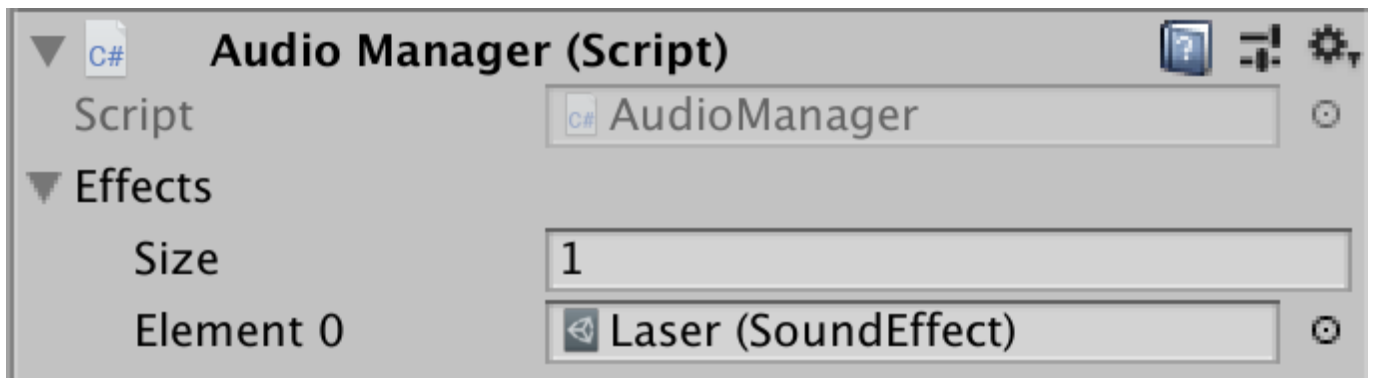 C# Audio Manager (Script) ?
Script C# AudioManager
Effects
Size 1
Element 0 Laser (SoundEffect)